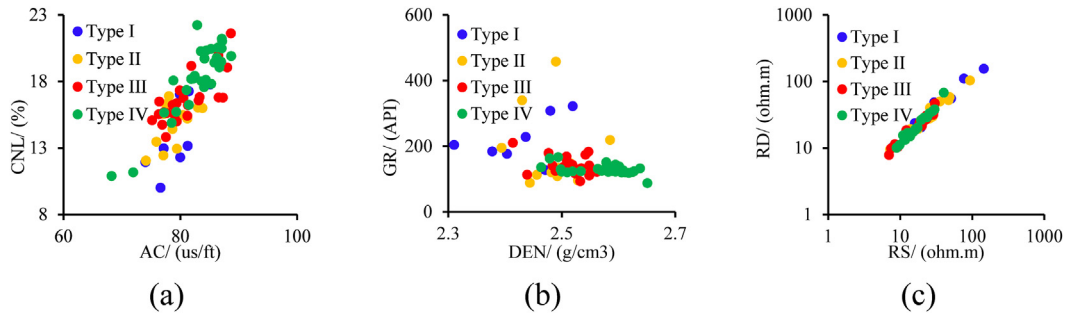 23
18
13
8
CNL/ (%)
Type I
Type II
Type III
Type IV
60
80
100
AC/ (us/ft)
(a)
600
400
200
0
GR/ (API)
Type I
Type II
Type III
Type IV
2.3
2.5
2.7
DEN/ (g/cm3)
(b)
1000
100
10
1
RD/ (ohm.m)
Type I
Type II
Type III
Type IV
1
10
100
1000
RS/ (ohm.m)
(c)